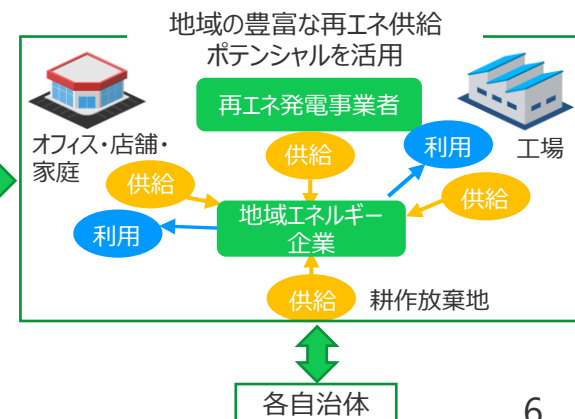 地域の豊富な再エネ供給
ポテンシャルを活用
再エネ発電事業者
オフィス・店舗・
家庭
供給
利用
工場
供給
供給
利用
地域エネルギー
企業
供給
耕作放棄地
各自治体
6